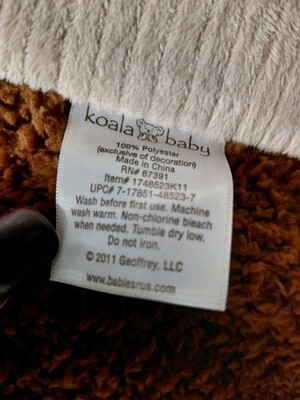 koala baby
100% Polyester
(exclusive of decoration)
Made in China
RN# 67391
Item# 1748523K11
UPC# 7-17851-48523-7
Wash before first use. Machine
wash warm. Non-chlorine bleach
when needed. Tumble dry low.
Do not iron.
© 2011 Geoffrey, LLC
www.babiesrus.com